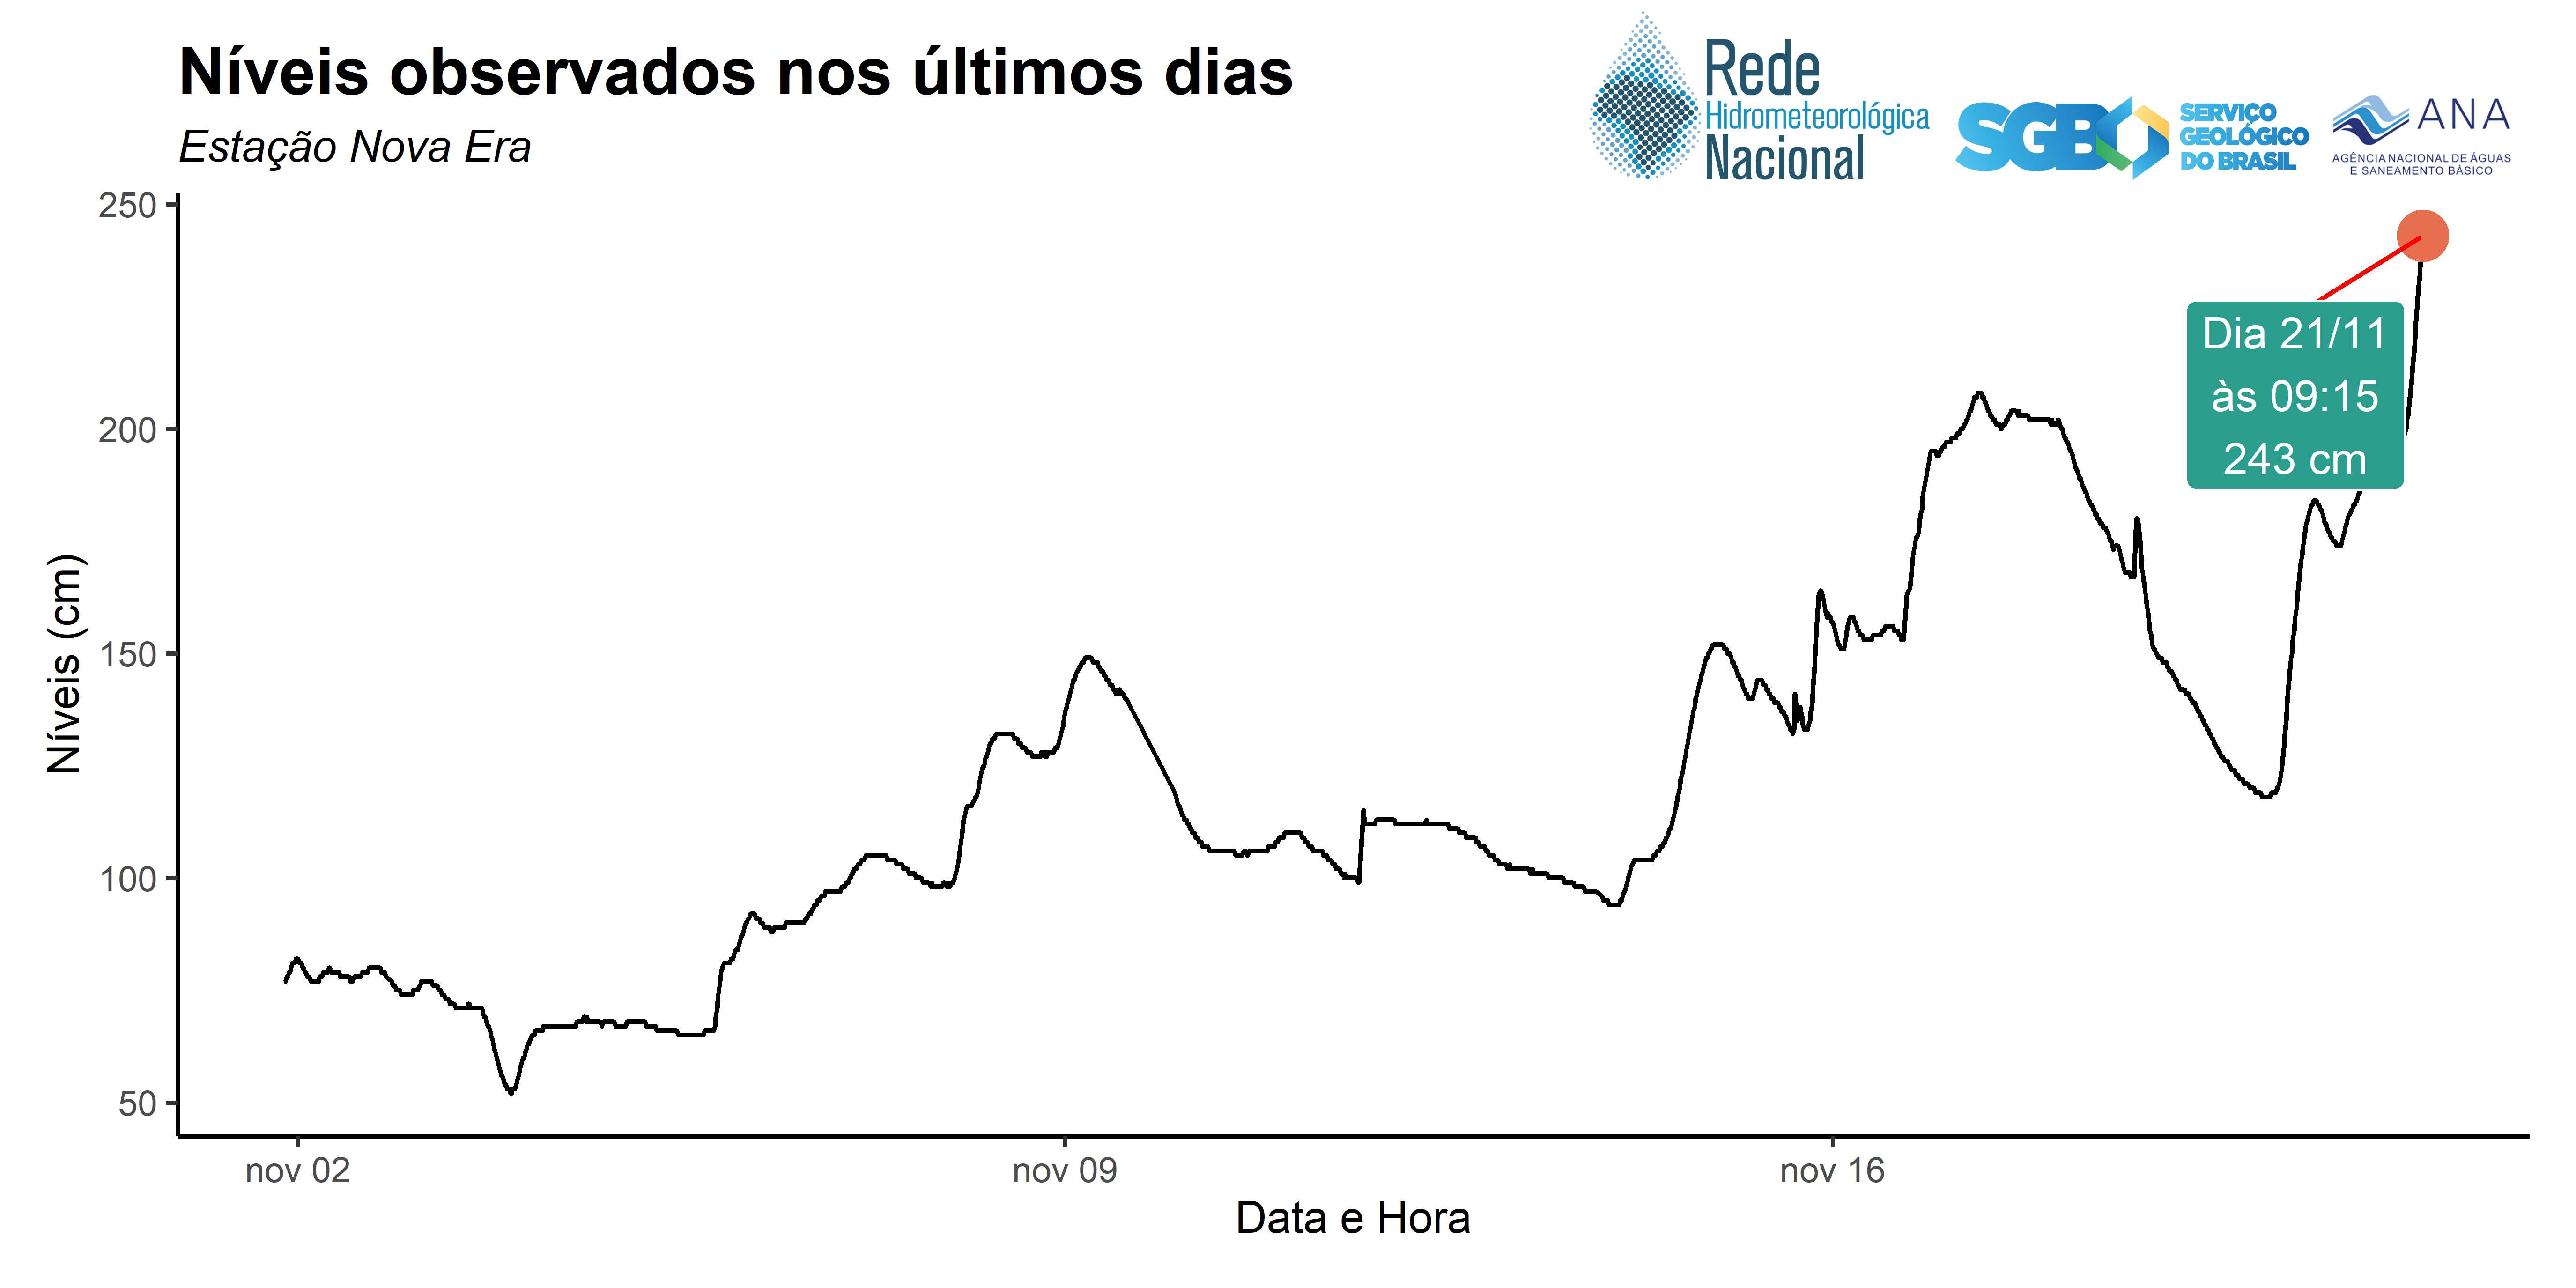 Níveis observados nos últimos dias
Estação Nova Era
Rede
Hidrometeorológica
Nacional
SGB
SERVIÇO
GEOLÓGICO
DO BRASIL
ANA
AGÊNCIA NACIONAL DE ÁGUAS
E SANEAMENTO BÁSICO
250
200
150
100
50
Níveis (cm)
Dia 21/11
às 09:15
243 cm
nov 02
nov 09
nov 16
Data e Hora